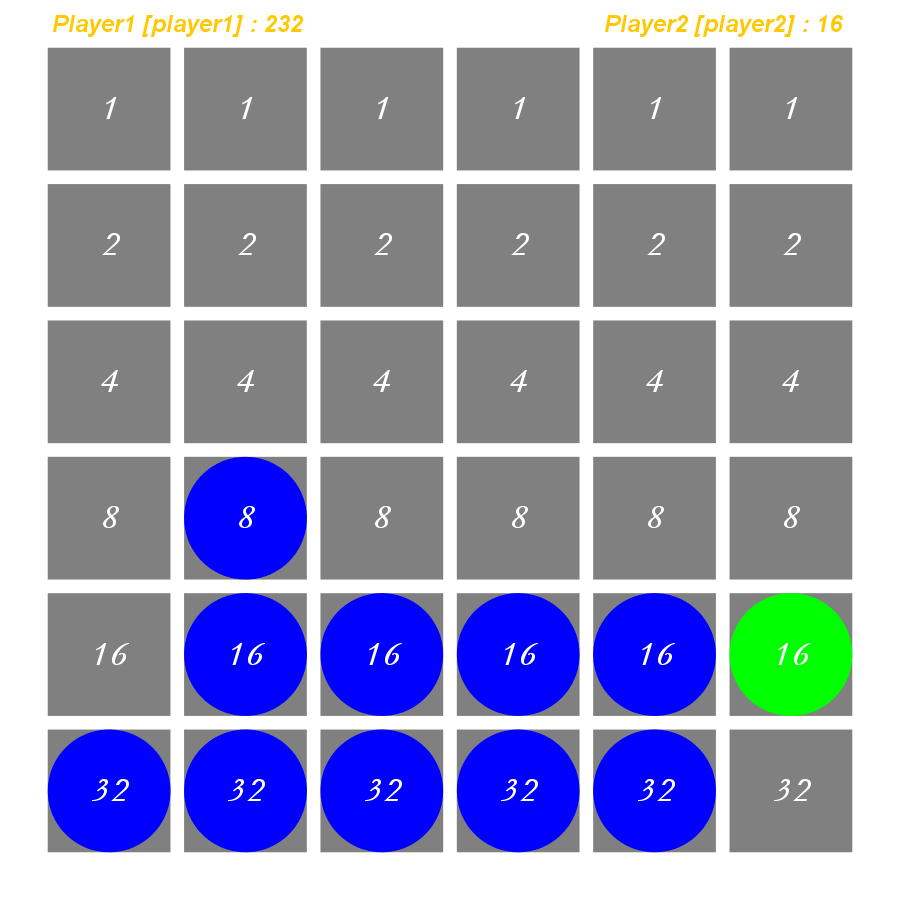 Player1 [player1] : 232 Player2 [player2] : 16
1 1 1 1 1 1
2 2 2 2 2 2
4 4 4 4 4 4
8 8 8 8 8 8
16 16 16 16 16 16
32 32 32 32 32 32